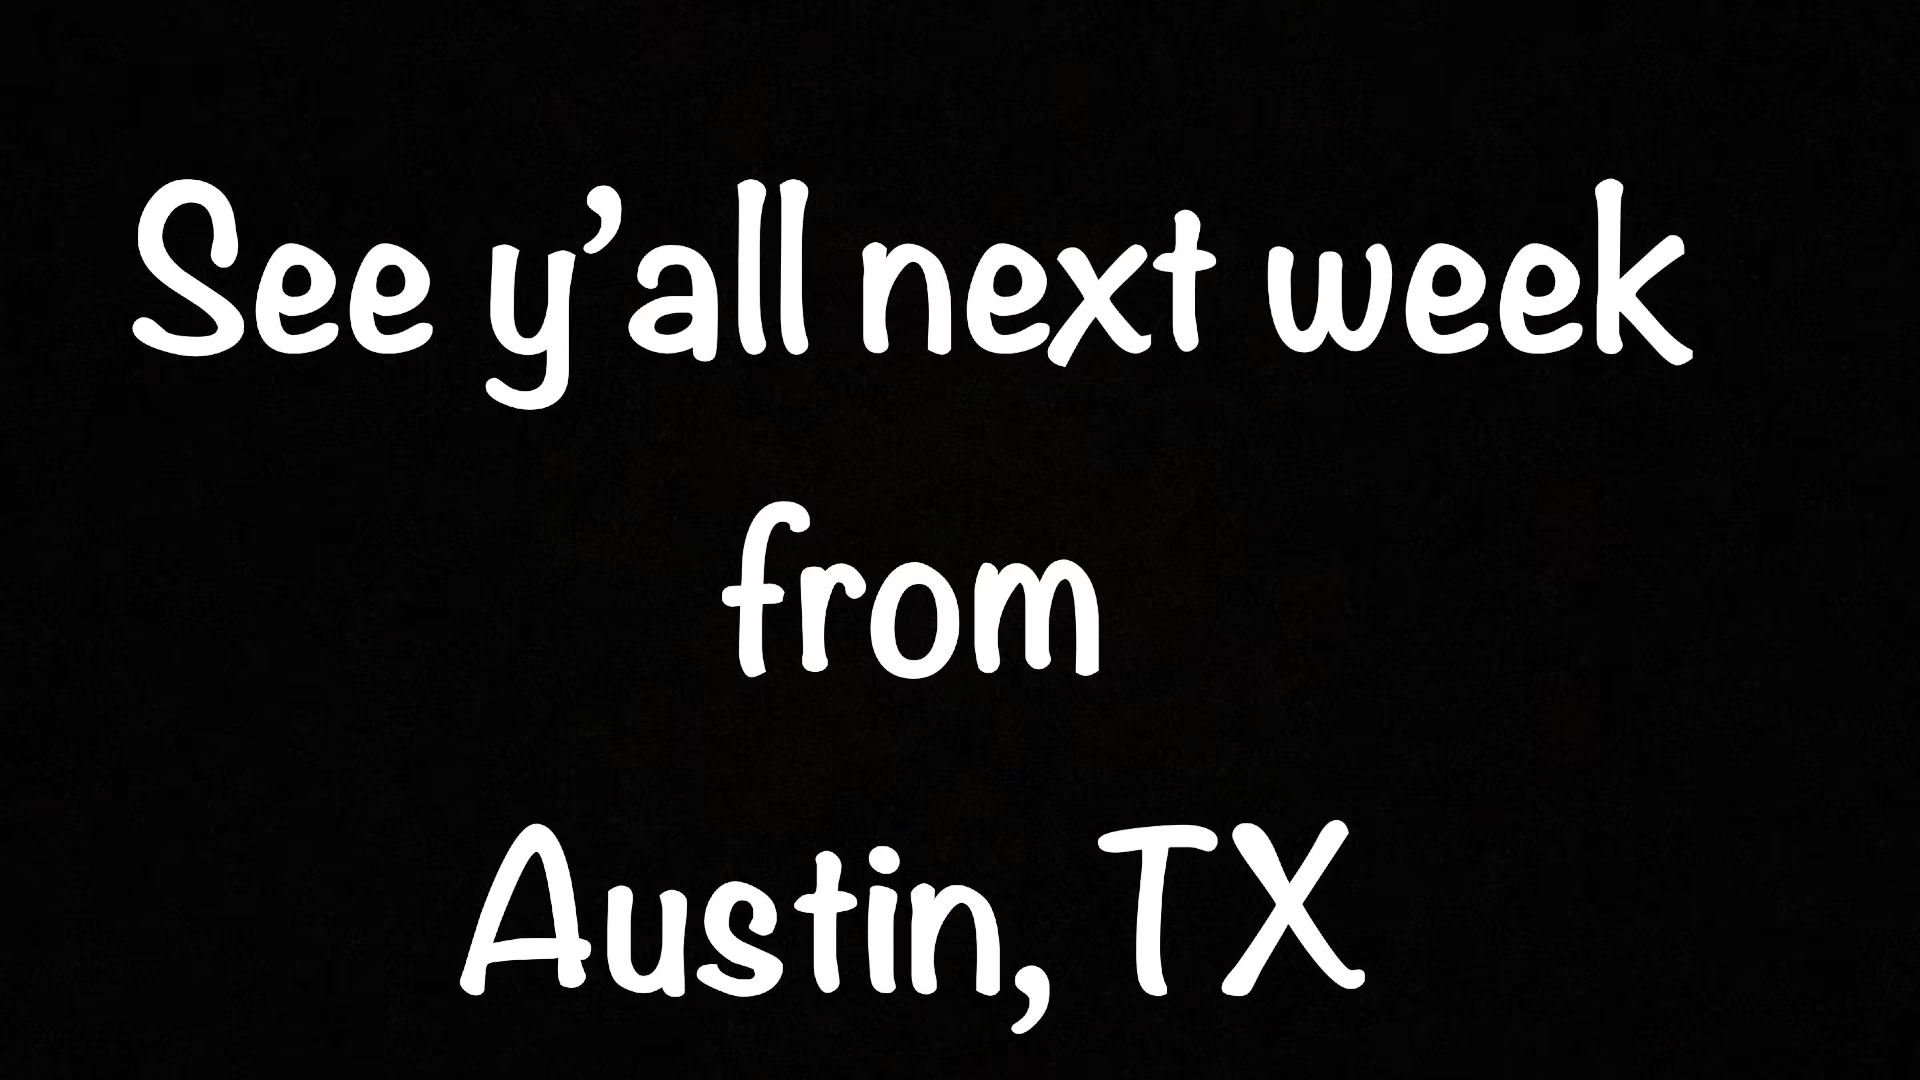 See y’all next week
from
Austin, TX